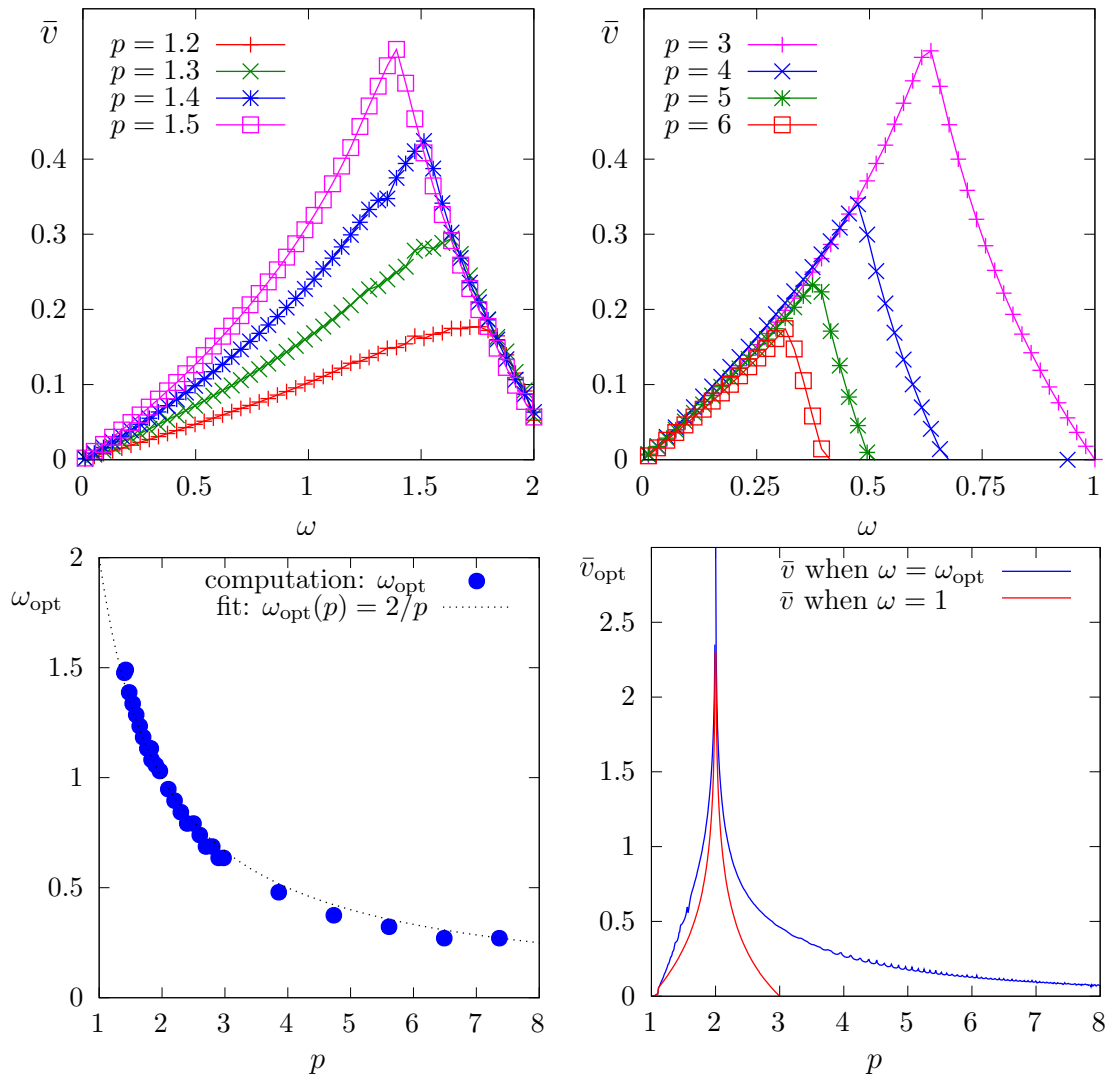 v̄
p = 1.2
p = 1.3
p = 1.4
p = 1.5
0.4
0.3
0.2
0.1
0
0 0.5 1 1.5 2
ω
v̄
p = 3
p = 4
p = 5
p = 6
0.4
0.3
0.2
0.1
0
0 0.25 0.5 0.75 1
ω
ω_opt
computation: ω_opt
fit: ω_opt(p) = 2/p
2
1.5
1
0.5
0
1 2 3 4 5 6 7 8
p
v̄_opt
v̄ when ω = ω_opt
v̄ when ω = 1
2.5
2
1.5
1
0.5
0
1 2 3 4 5 6 7 8
p